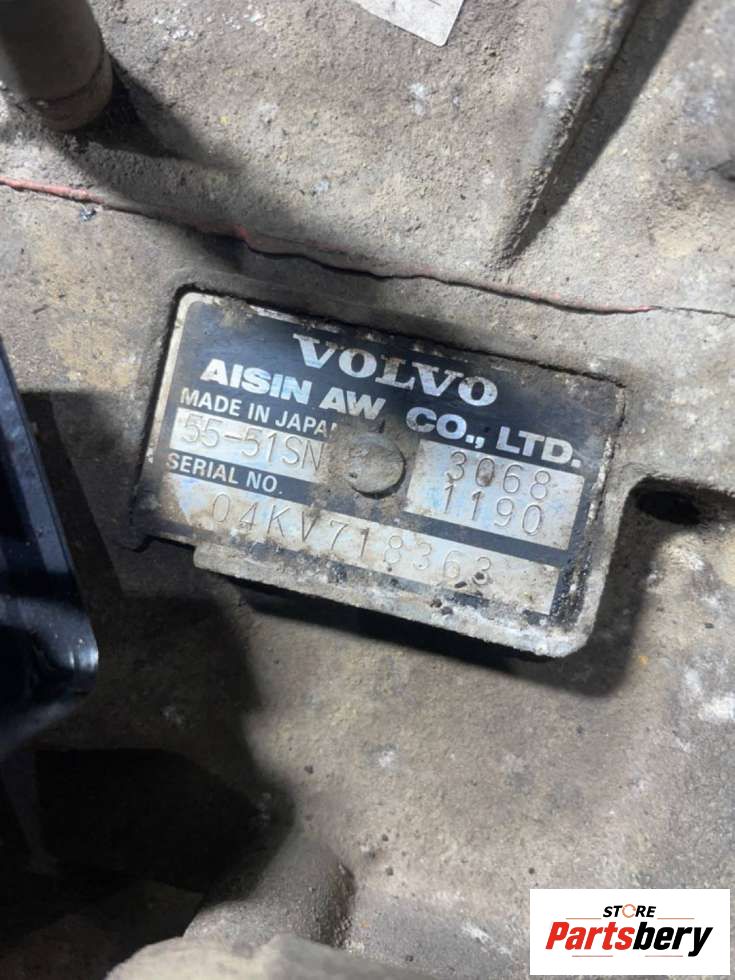 VOLVO
AISIN AW CO., LTD.
MADE IN JAPAN
55-51SN 3068
1190
SERIAL NO.
04KV718363
STORE
Partsbery